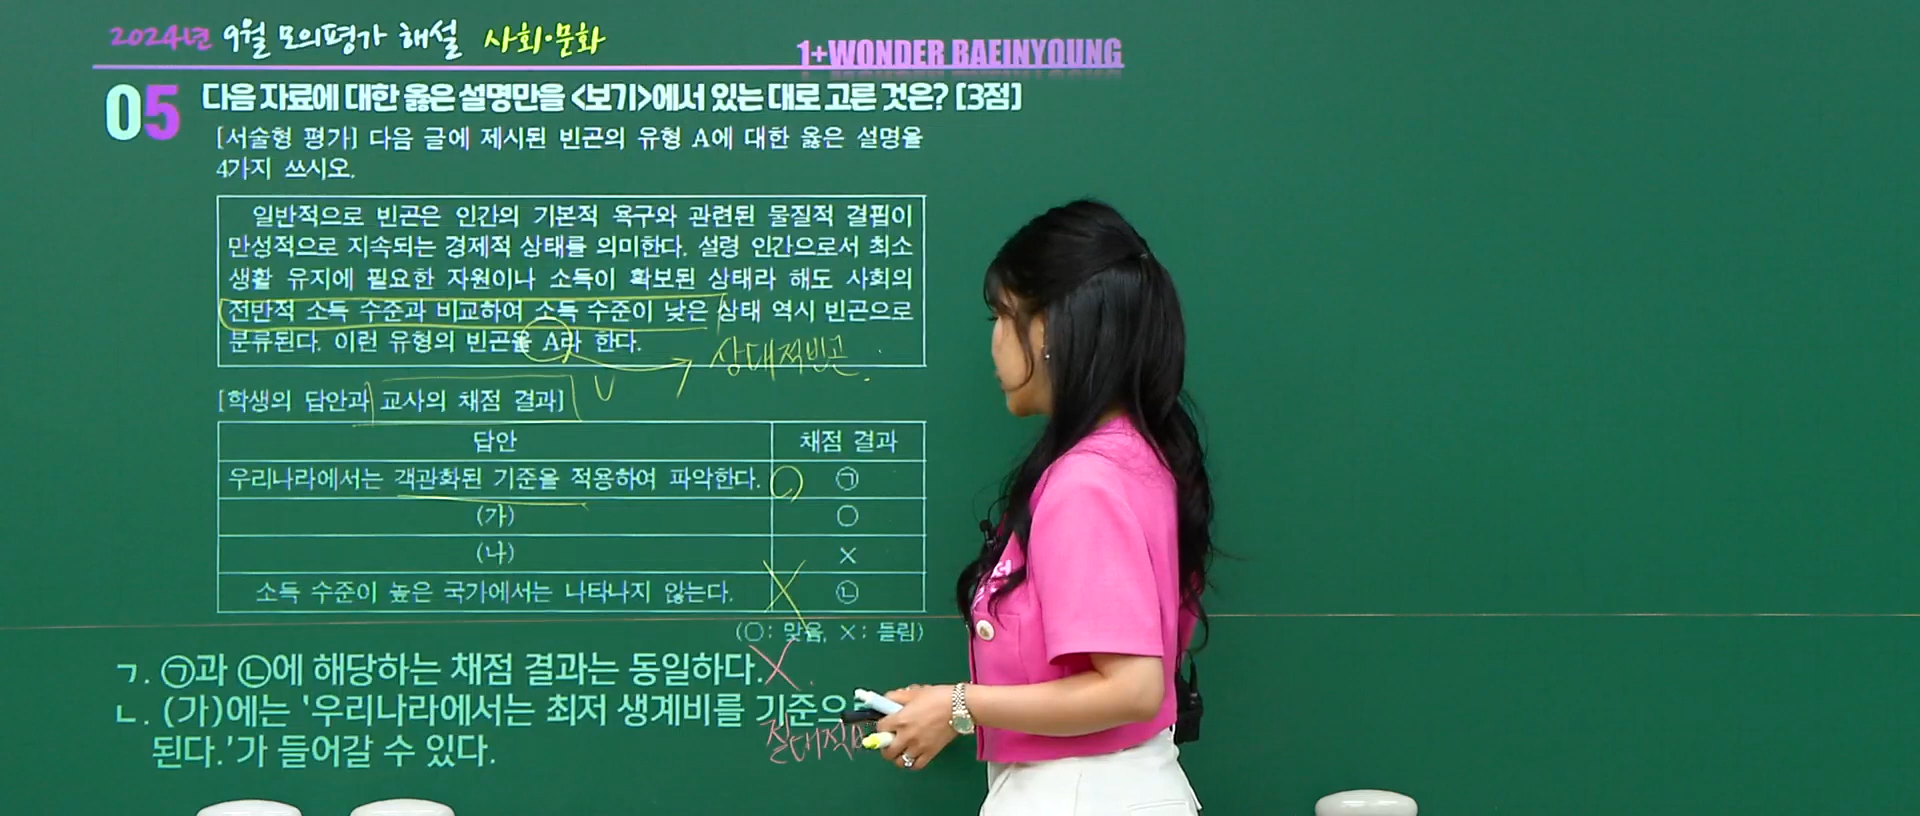 2024년 9월 모의평가 해설 사회·문화
1+WONDER BAEINYOUNG
05 다음 자료에 대한 옳은 설명만을 <보기>에서 있는 대로 고른 것은? [3점]
[서술형 평가] 다음 글에 제시된 빈곤의 유형 A에 대한 옳은 설명을
4가지 쓰시오.
일반적으로 빈곤은 인간의 기본적 욕구와 관련된 물질적 결핍이
만성적으로 지속되는 경제적 상태를 의미한다. 설령 인간으로서 최소
생활 유지에 필요한 자원이나 소득이 확보된 상태라 해도 사회의
전반적 소득 수준과 비교하여 소득 수준이 낮은 상태 역시 빈곤으로
분류된다. 이런 유형의 빈곤을 A라 한다.
상대적빈곤
[학생의 답안과 교사의 채점 결과]
답안 채점 결과
우리나라에서는 객관화된 기준을 적용하여 파악한다. ○ ㉠
(가) ○
(나) ×
소득 수준이 높은 국가에서는 나타나지 않는다. × ㉡
(○: 맞음, ×: 틀림)
ㄱ. ㉠과 ㉡에 해당하는 채점 결과는 동일하다. ×
ㄴ. (가)에는 '우리나라에서는 최저 생계비를 기준으
절대적
된다.'가 들어갈 수 있다.